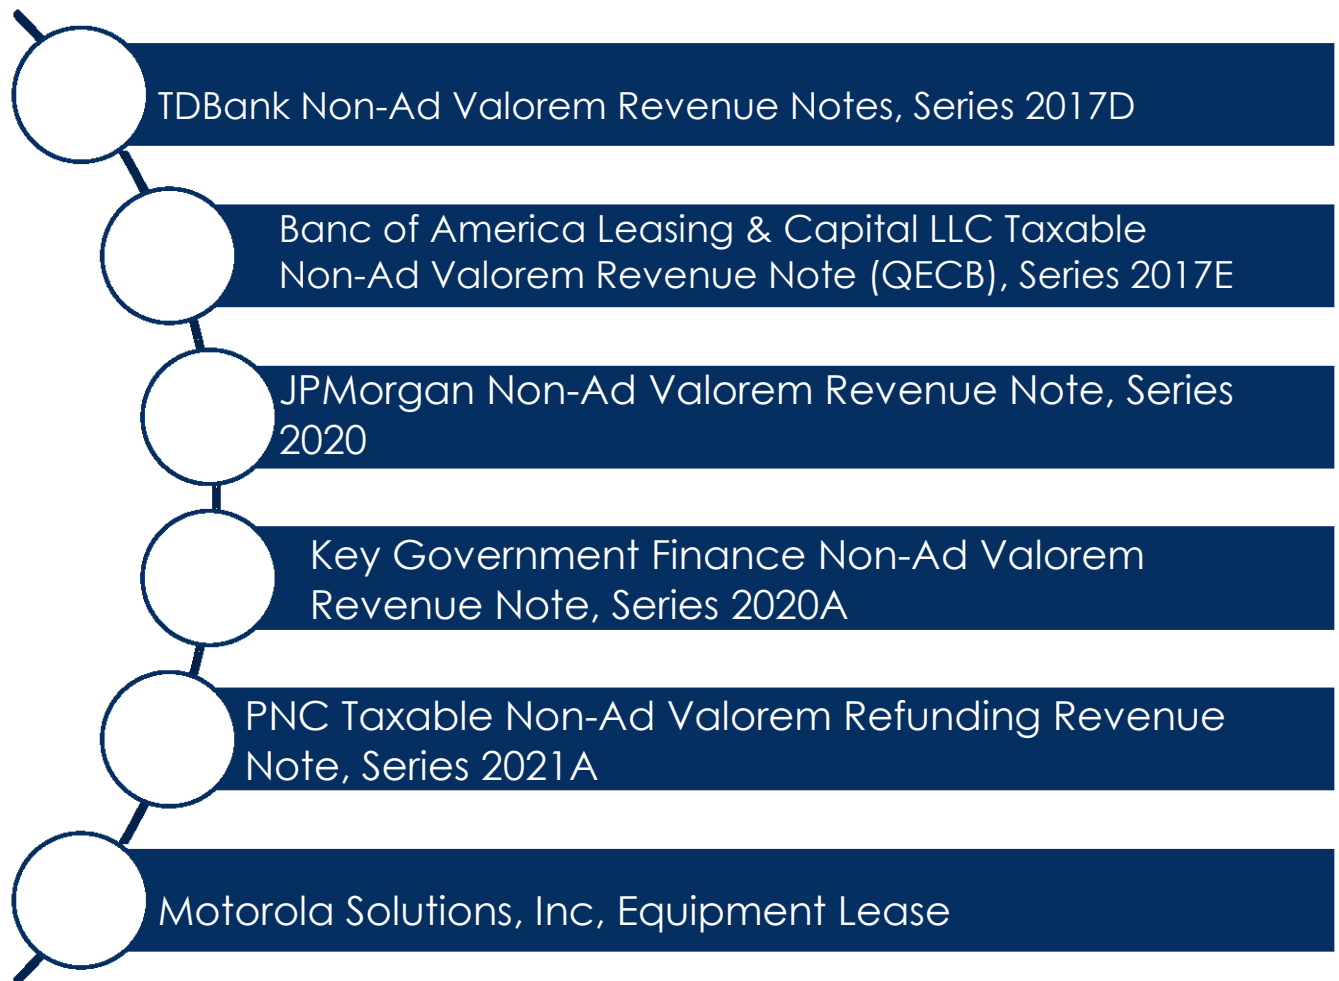 TDBank Non-Ad Valorem Revenue Notes, Series 2017D
Banc of America Leasing & Capital LLC Taxable
Non-Ad Valorem Revenue Note (QECB), Series 2017E
JPMorgan Non-Ad Valorem Revenue Note, Series
2020
Key Government Finance Non-Ad Valorem
Revenue Note, Series 2020A
PNC Taxable Non-Ad Valorem Refunding Revenue
Note, Series 2021A
Motorola Solutions, Inc, Equipment Lease